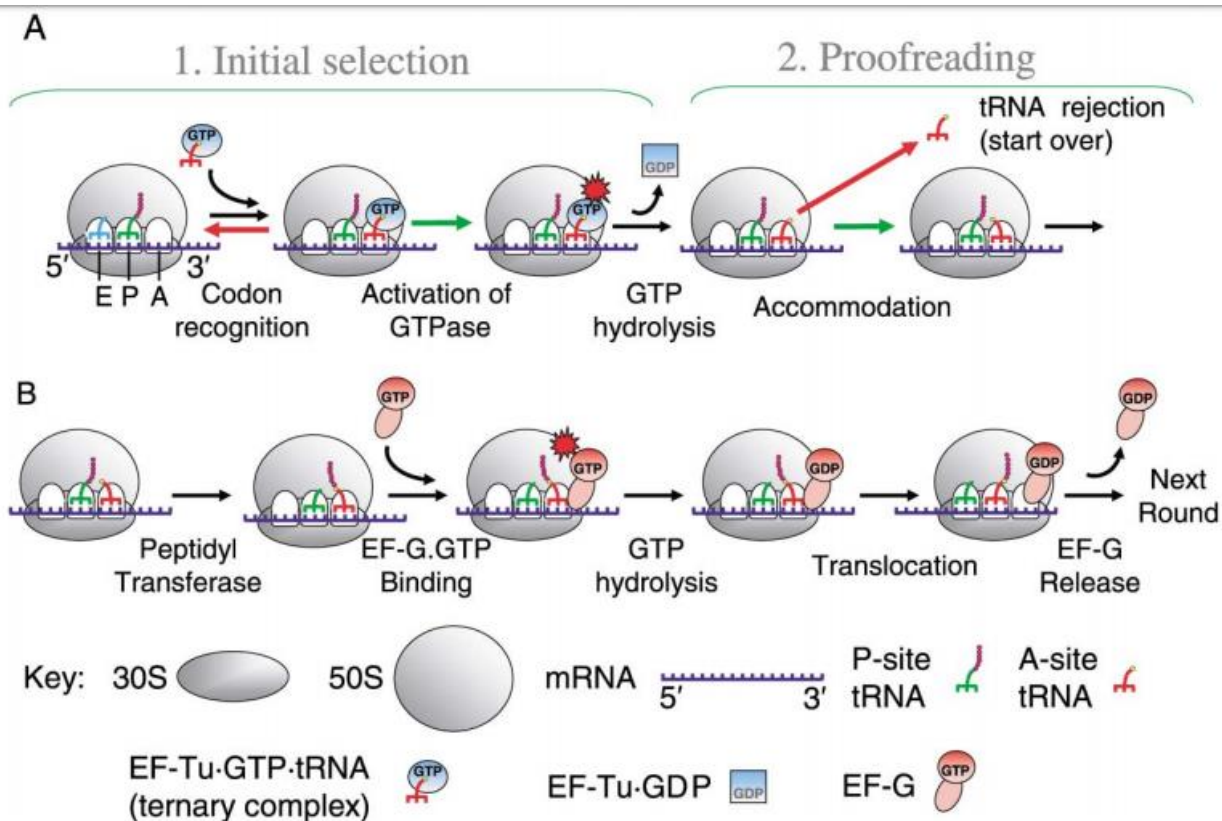 A
1. Initial selection
2. Proofreading
tRNA rejection
(start over)
GTP
GTP
GTP
GDP
5′
3′
E P A
Codon
recognition
Activation of
GTPase
GTP
hydrolysis
Accommodation
B
GTP
GTP
GDP
GDP
GDP
Next
Round
Peptidyl
Transferase
EF-G.GTP
Binding
GTP
hydrolysis
Translocation
EF-G
Release
Key:
30S
50S
mRNA
5′
3′
P-site
tRNA
A-site
tRNA
EF-Tu·GTP·tRNA
(ternary complex)
GTP
EF-Tu·GDP
GDP
EF-G
GTP